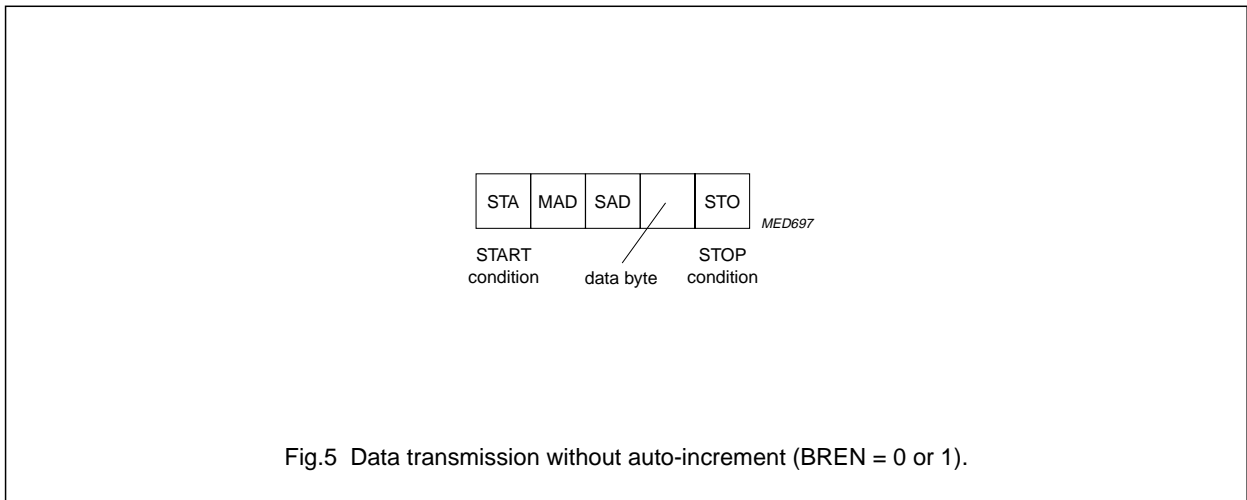 STA MAD SAD STO
MED697
START
condition
data byte
STOP
condition
Fig.5 Data transmission without auto-increment (BREN = 0 or 1).